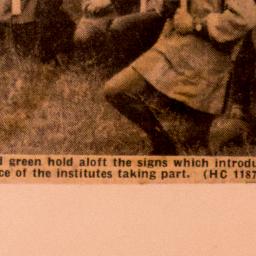 green hold aloft the signs which introdu
ce of the institutes taking part. (HC 1187